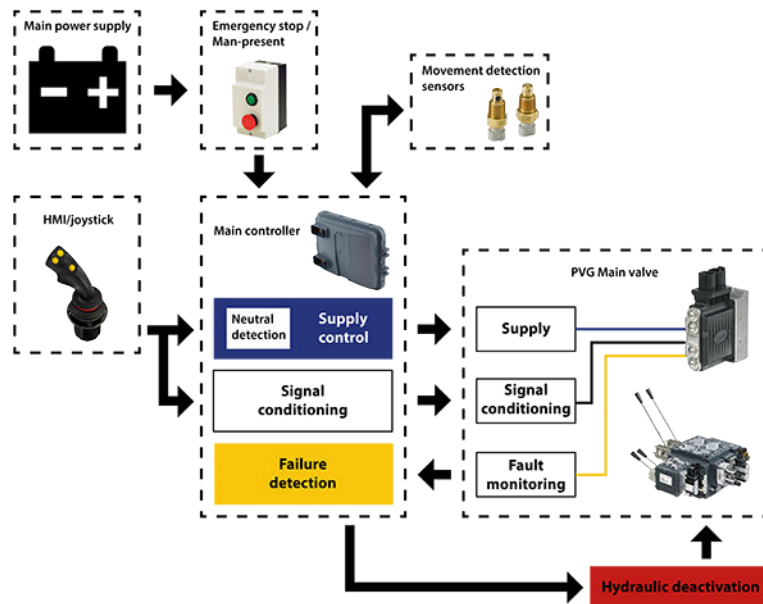 Main power supply
Emergency stop /
Man-present
Movement detection
sensors
HMI/joystick
Main controller
PVG Main valve
Neutral
detection
Supply
control
Supply
Signal
conditioning
Signal
conditioning
Failure
detection
Fault
monitoring
Hydraulic deactivation